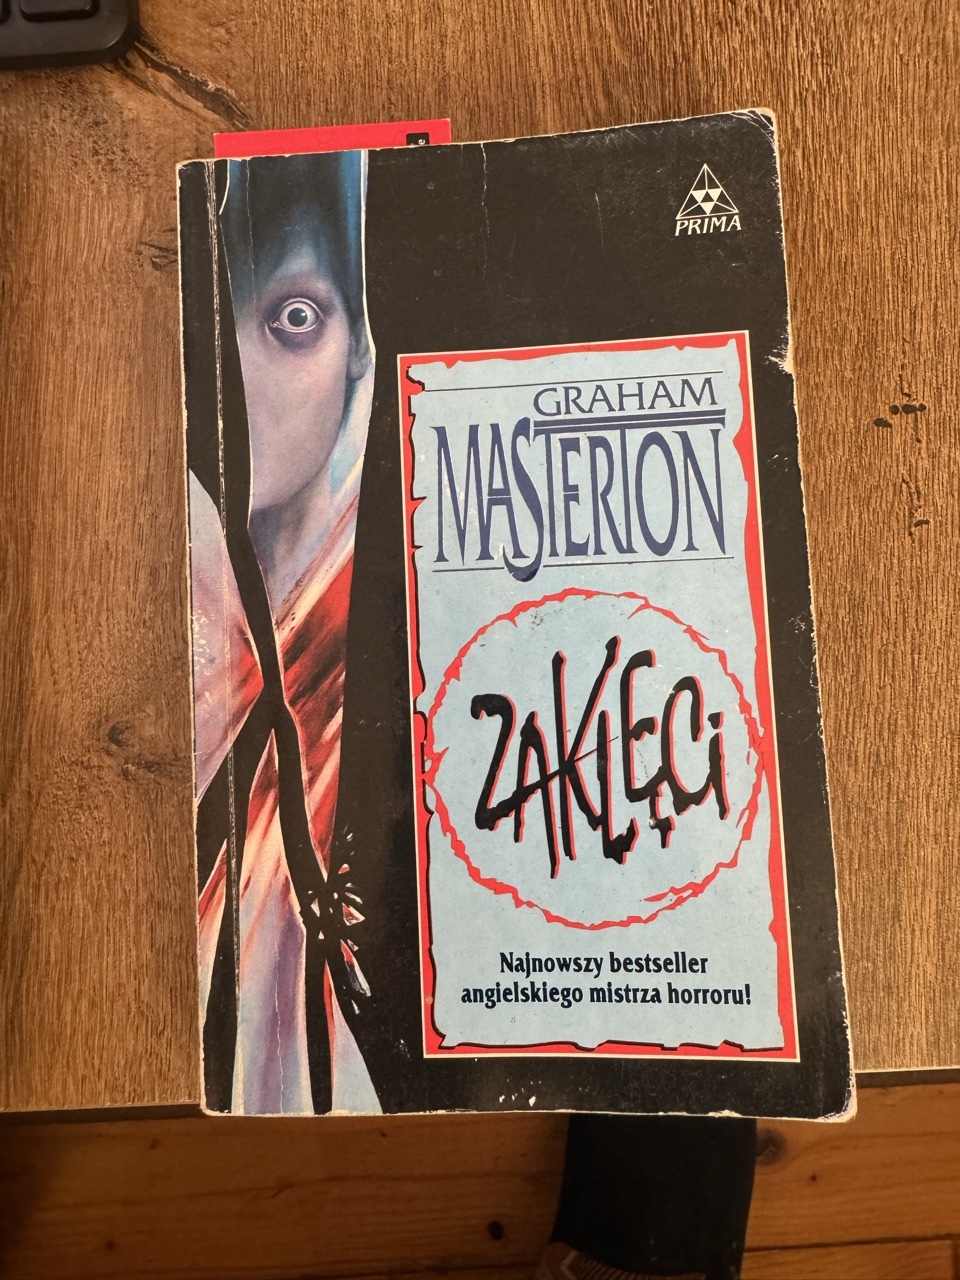 PRIMA
GRAHAM
MASTERTON
ZAKLĘCI
Najnowszy bestseller
angielskiego mistrza horroru!